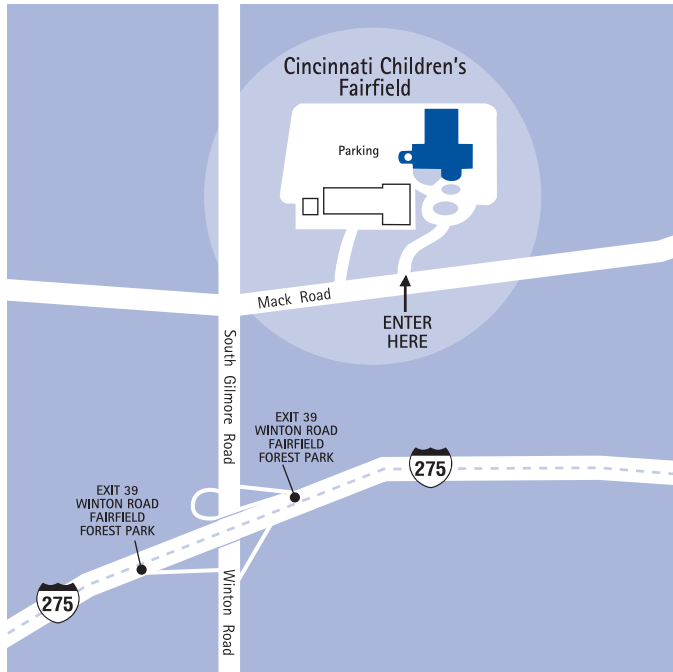 Cincinnati Children's
Fairfield
Parking
Mack Road
ENTER
HERE
South Gilmore Road
EXIT 39
WINTON ROAD
FAIRFIELD
FOREST PARK
275
EXIT 39
WINTON ROAD
FAIRFIELD
FOREST PARK
Winton Road
275